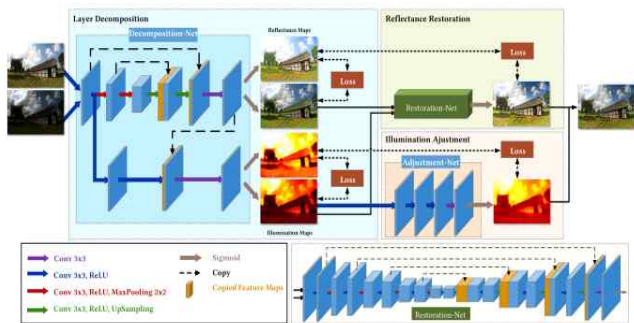 Layer Decomposition
Reflectance Restoration
Decomposition-Net
Reflectance Maps
Loss
Loss
Restoration-Net
Illumination Ajustment
Adjustment-Net
Loss
Loss
Illumination Maps
Conv 3x3
Sigmoid
Conv 3x3, ReLU
Copy
Conv 3x3, ReLU, MaxPooling 2x2
Copied Feature Maps
Conv 3x3, ReLU, UpSampling
Restoration-Net